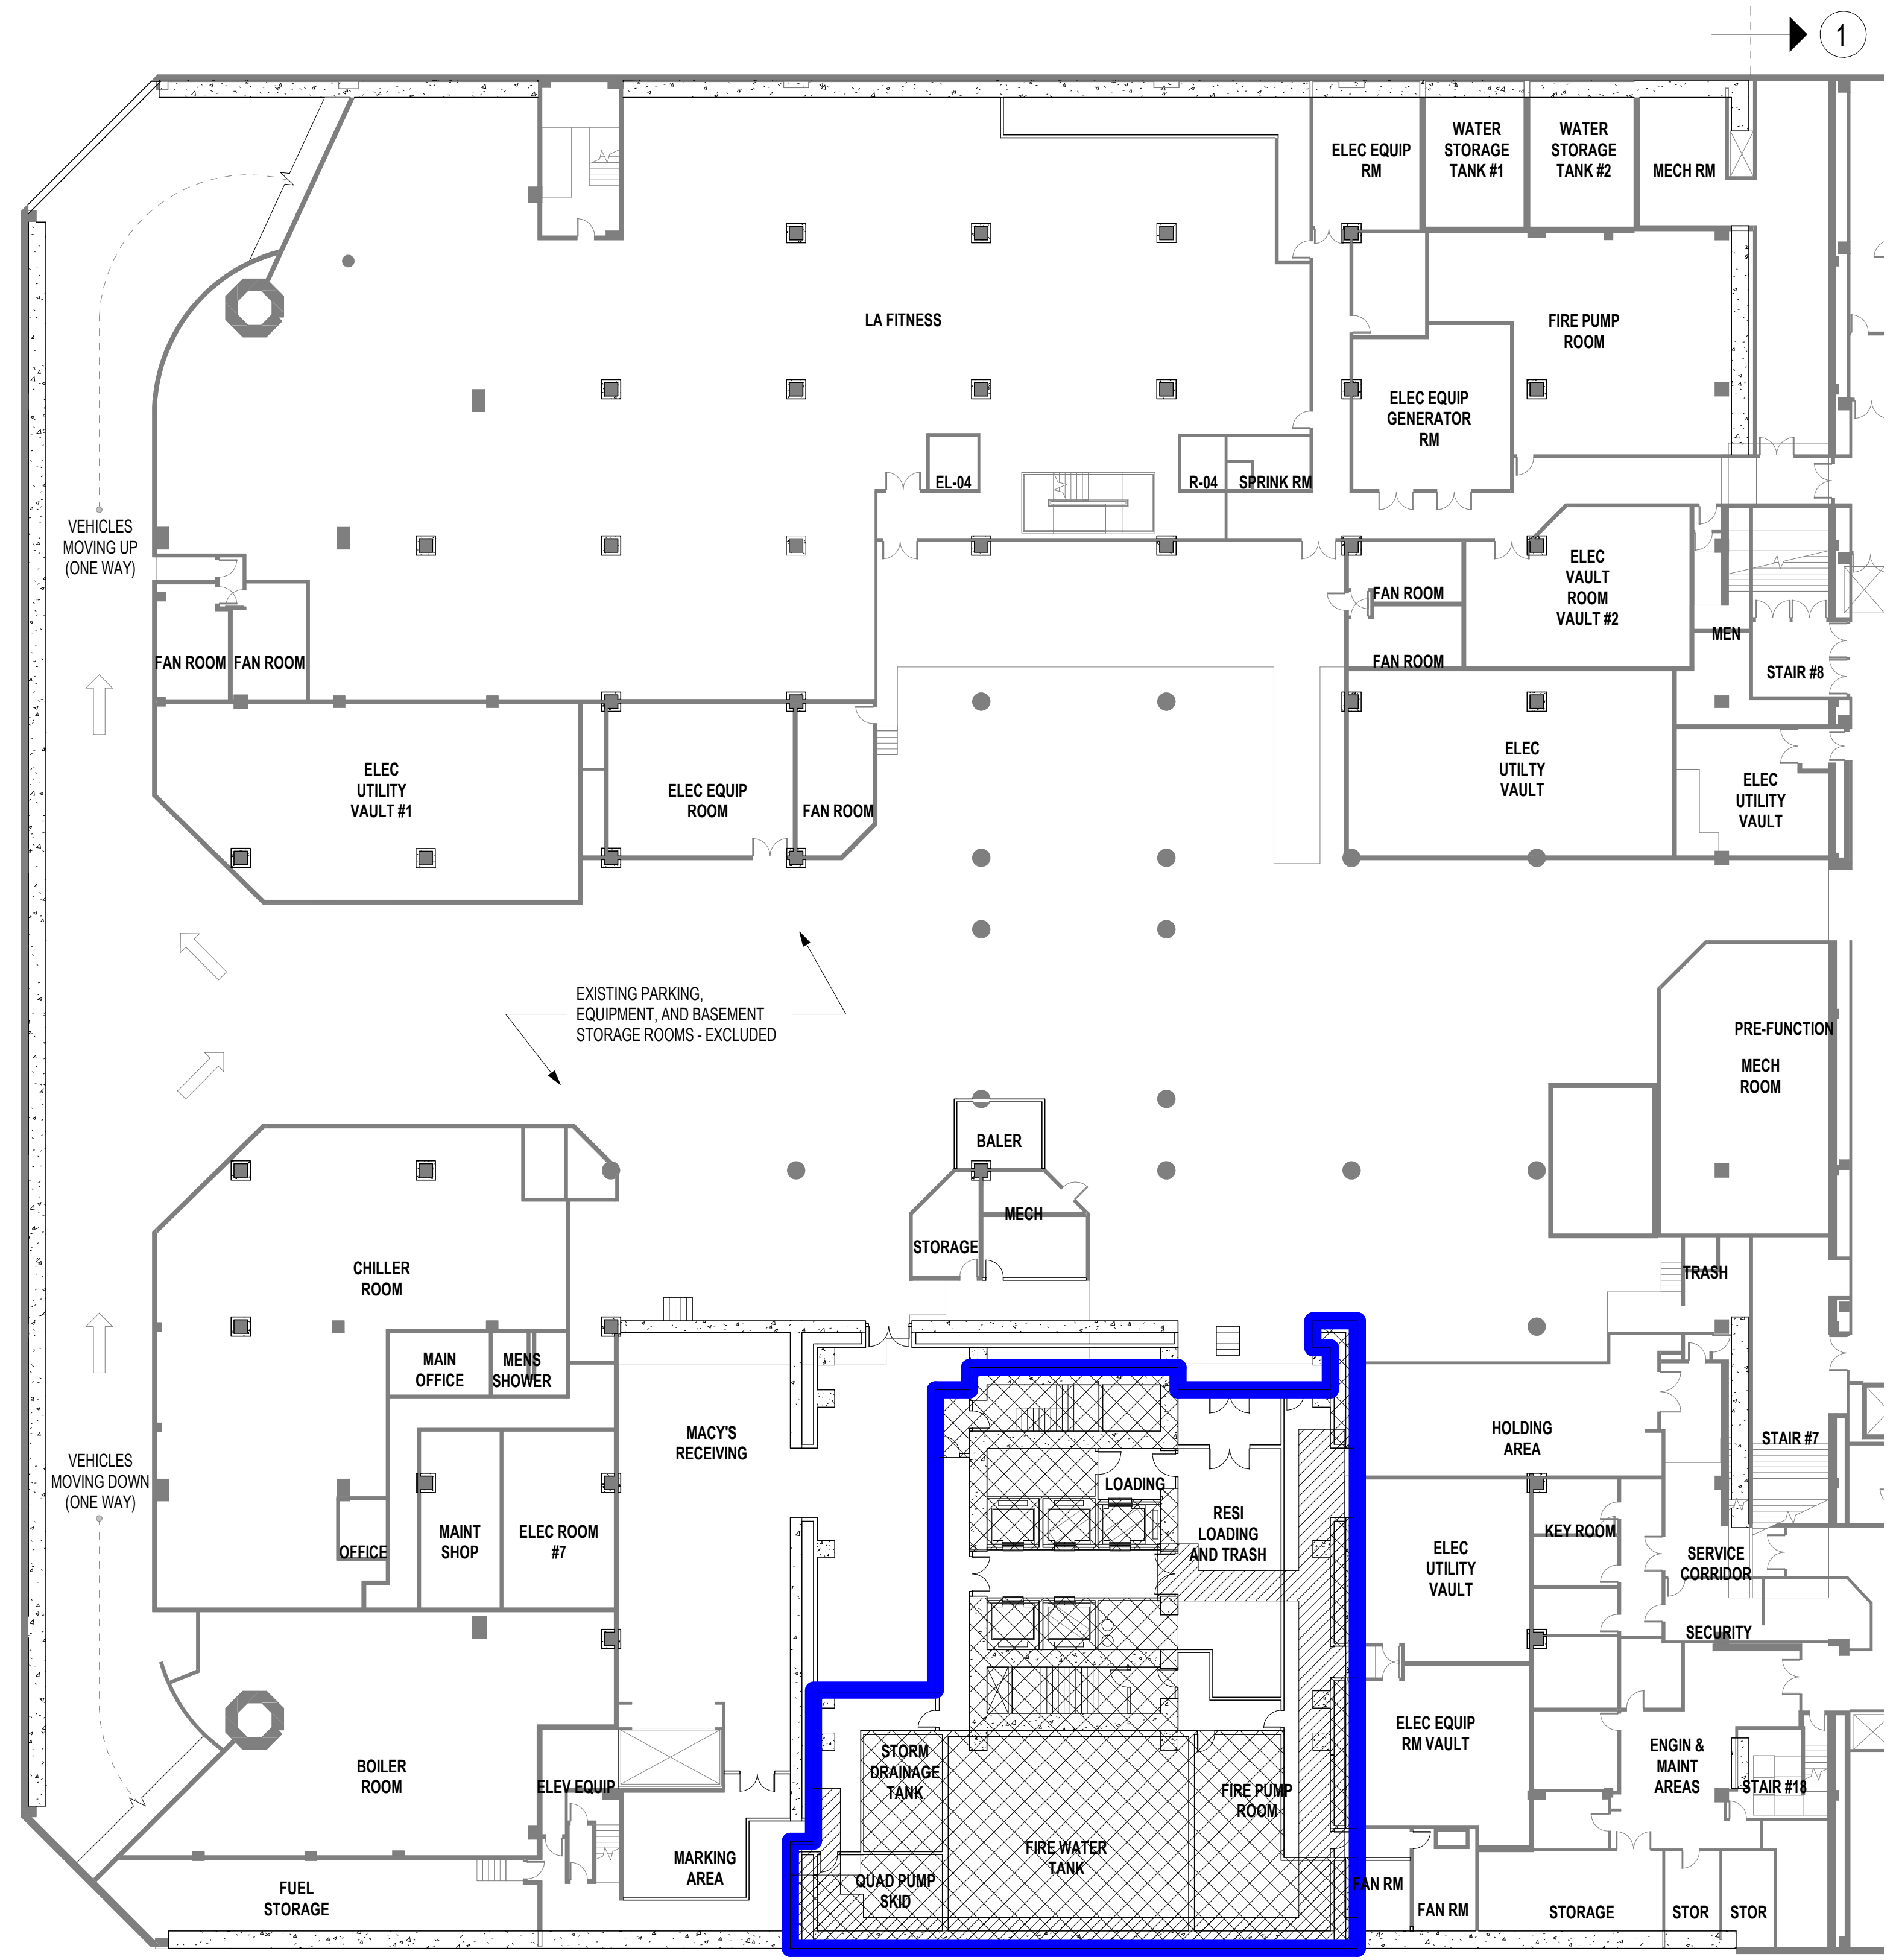 1
ELEC EQUIP
RM
WATER
STORAGE
TANK #1
WATER
STORAGE
TANK #2
MECH RM
LA FITNESS
FIRE PUMP
ROOM
ELEC EQUIP
GENERATOR
RM
EL-04
R-04
SPRINK RM
VEHICLES
MOVING UP
(ONE WAY)
ELEC
VAULT
ROOM
VAULT #2
FAN ROOM
FAN ROOM
MEN
STAIR #8
FAN ROOM
FAN ROOM
ELEC
UTILITY
VAULT #1
ELEC EQUIP
ROOM
FAN ROOM
ELEC
UTILTY
VAULT
ELEC
UTILITY
VAULT
EXISTING PARKING,
EQUIPMENT, AND BASEMENT
STORAGE ROOMS - EXCLUDED
PRE-FUNCTION
MECH
ROOM
BALER
MECH
STORAGE
CHILLER
ROOM
TRASH
MAIN
OFFICE
MENS
SHOWER
MACY'S
RECEIVING
HOLDING
AREA
STAIR #7
VEHICLES
MOVING DOWN
(ONE WAY)
LOADING
RESI
LOADING
AND TRASH
OFFICE
MAINT
SHOP
ELEC ROOM
#7
ELEC
UTILITY
VAULT
KEY ROOM
SERVICE
CORRIDOR
SECURITY
BOILER
ROOM
ELEV EQUIP
STORM
DRAINAGE
TANK
FIRE PUMP
ROOM
ELEC EQUIP
RM VAULT
ENGIN &
MAINT
AREAS
STAIR #18
MARKING
AREA
FIRE WATER
TANK
QUAD PUMP
SKID
FUEL
STORAGE
FAN RM
FAN RM
STORAGE
STOR
STOR